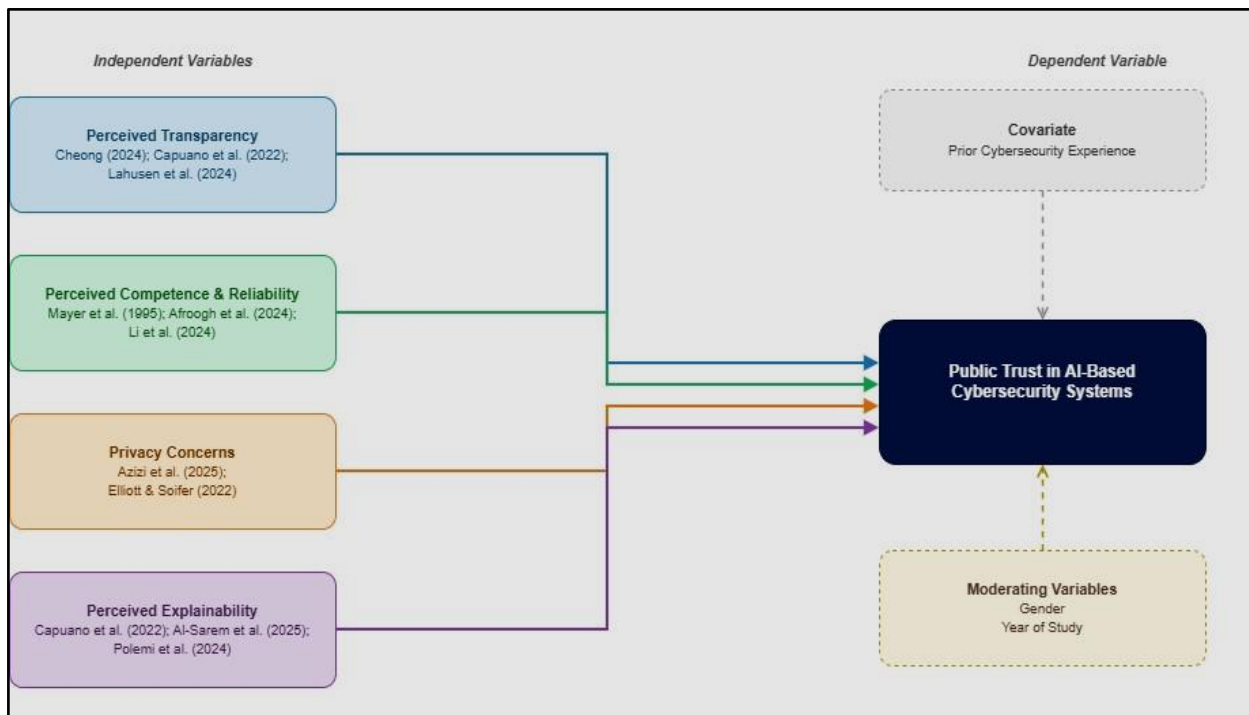 Independent Variables
Dependent Variable
Perceived Transparency
Cheong (2024); Capuano et al. (2022);
Lahusen et al. (2024)
Covariate
Prior Cybersecurity Experience
Perceived Competence & Reliability
Mayer et al. (1995); Afroogh et al. (2024);
Li et al. (2024)
Public Trust in AI-Based
Cybersecurity Systems
Privacy Concerns
Azizi et al. (2025);
Elliott & Soifer (2022)
Perceived Explainability
Capuano et al. (2022); Al-Sarem et al. (2025);
Polemi et al. (2024)
Moderating Variables
Gender
Year of Study